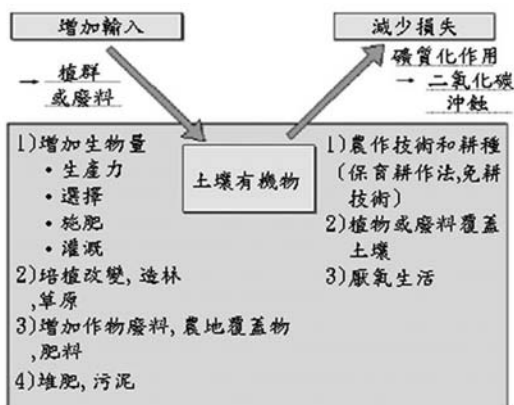 增加輸入
減少損失
→ 植群
或廢料
礦質化作用
→ 二氧化碳
沖蝕
土壤有機物
1)增加生物量
• 生產力
• 選擇
• 施肥
• 灌溉
2)培植改變, 造林
,草原
3)增加作物廢料, 農地覆蓋物
,肥料
4)堆肥, 污泥
1)農作技術和耕種
(保育耕作法,免耕
技術)
2)植物或廢料覆蓋
土壤
3)厭氧生活